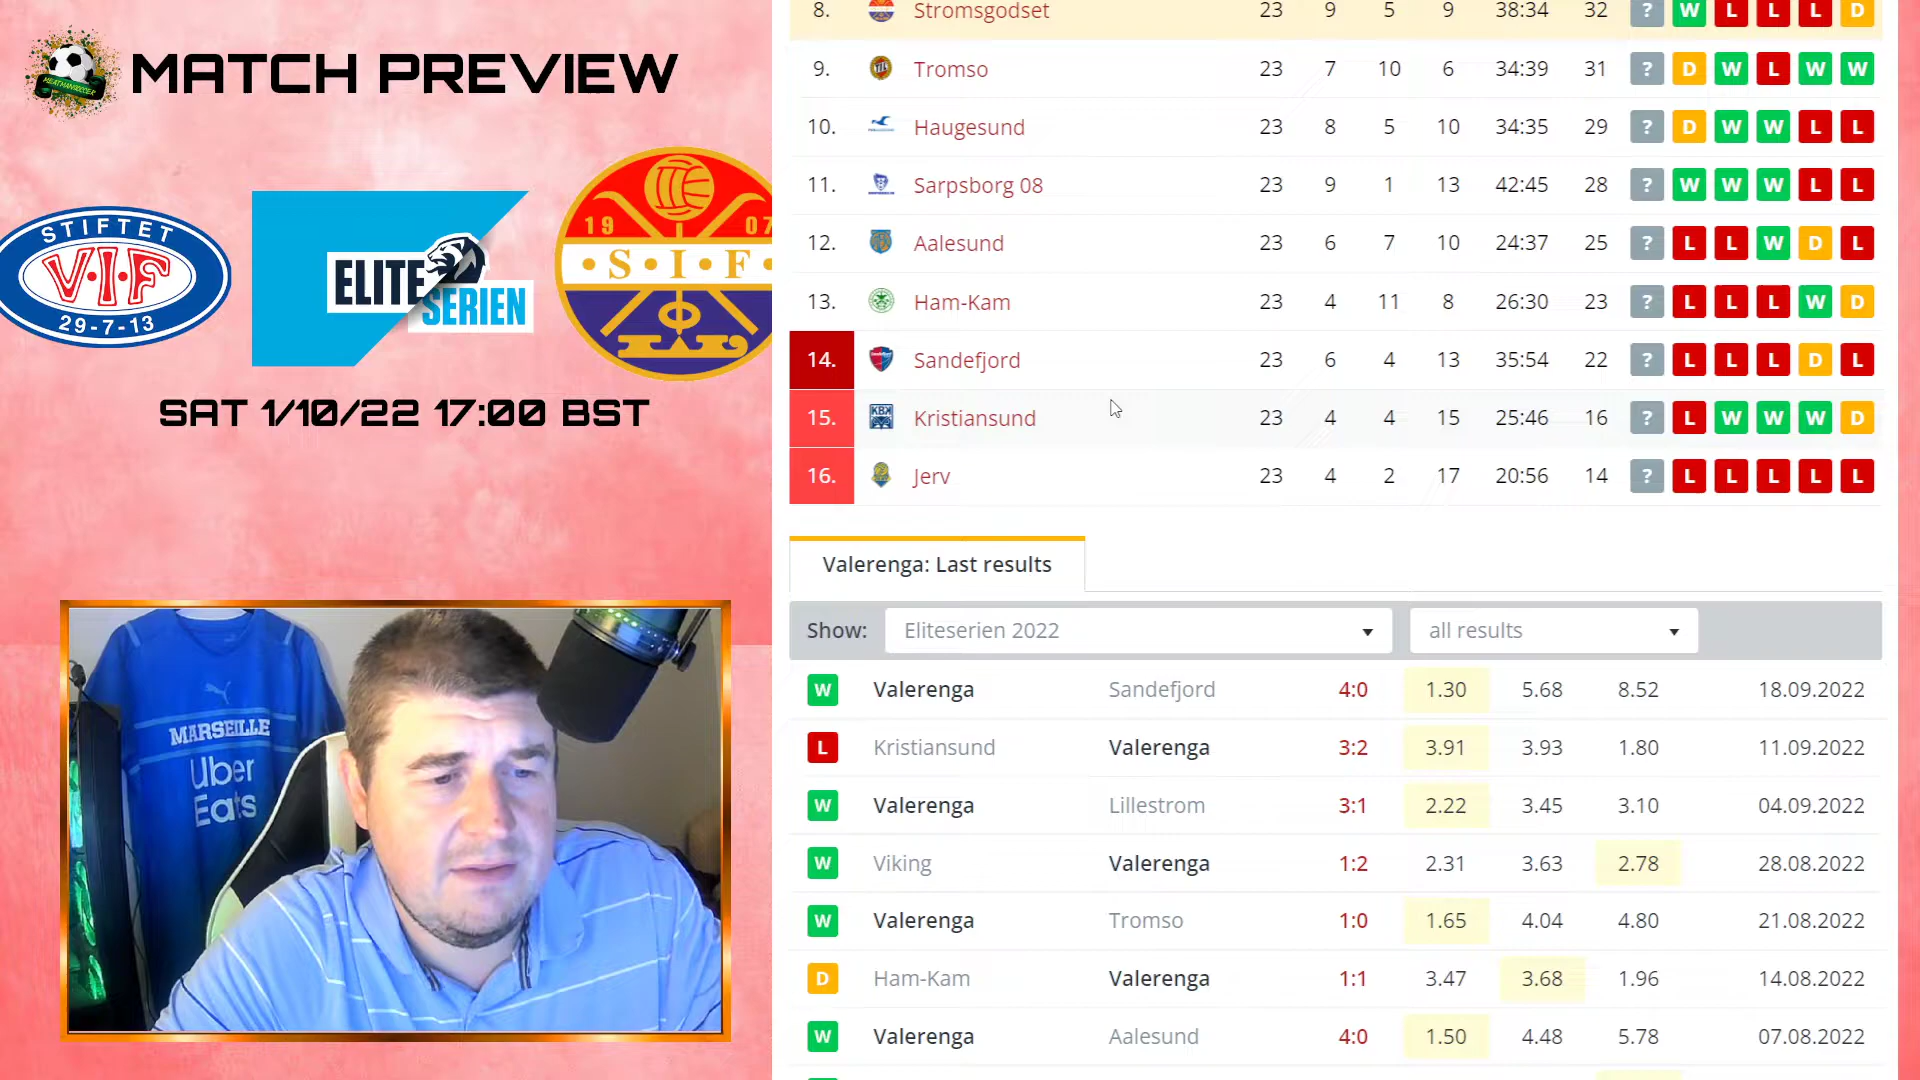 MEATMANSOCCER
MATCH PREVIEW
STIFTET
V.I.F
29-7-13
ELITE
SERIEN
19 07
•S•I•F•
SAT 1/10/22 17:00 BST
MARSEILLE
Uber
Eats
8. Stromsgodset 23 9 5 9 38:34 32 ? W L L L D
9. Tromso 23 7 10 6 34:39 31 ? D W L W W
10. Haugesund 23 8 5 10 34:35 29 ? D W W L L
11. Sarpsborg 08 23 9 1 13 42:45 28 ? W W W L L
12. Aalesund 23 6 7 10 24:37 25 ? L L W D L
13. Ham-Kam 23 4 11 8 26:30 23 ? L L L W D
14. Sandefjord 23 6 4 13 35:54 22 ? L L L D L
15. KBK Kristiansund 23 4 4 15 25:46 16 ? L W W W D
16. Jerv 23 4 2 17 20:56 14 ? L L L L L
Valerenga: Last results
Show: Eliteserien 2022 all results
W Valerenga Sandefjord 4:0 1.30 5.68 8.52 18.09.2022
L Kristiansund Valerenga 3:2 3.91 3.93 1.80 11.09.2022
W Valerenga Lillestrom 3:1 2.22 3.45 3.10 04.09.2022
W Viking Valerenga 1:2 2.31 3.63 2.78 28.08.2022
W Valerenga Tromso 1:0 1.65 4.04 4.80 21.08.2022
D Ham-Kam Valerenga 1:1 3.47 3.68 1.96 14.08.2022
W Valerenga Aalesund 4:0 1.50 4.48 5.78 07.08.2022